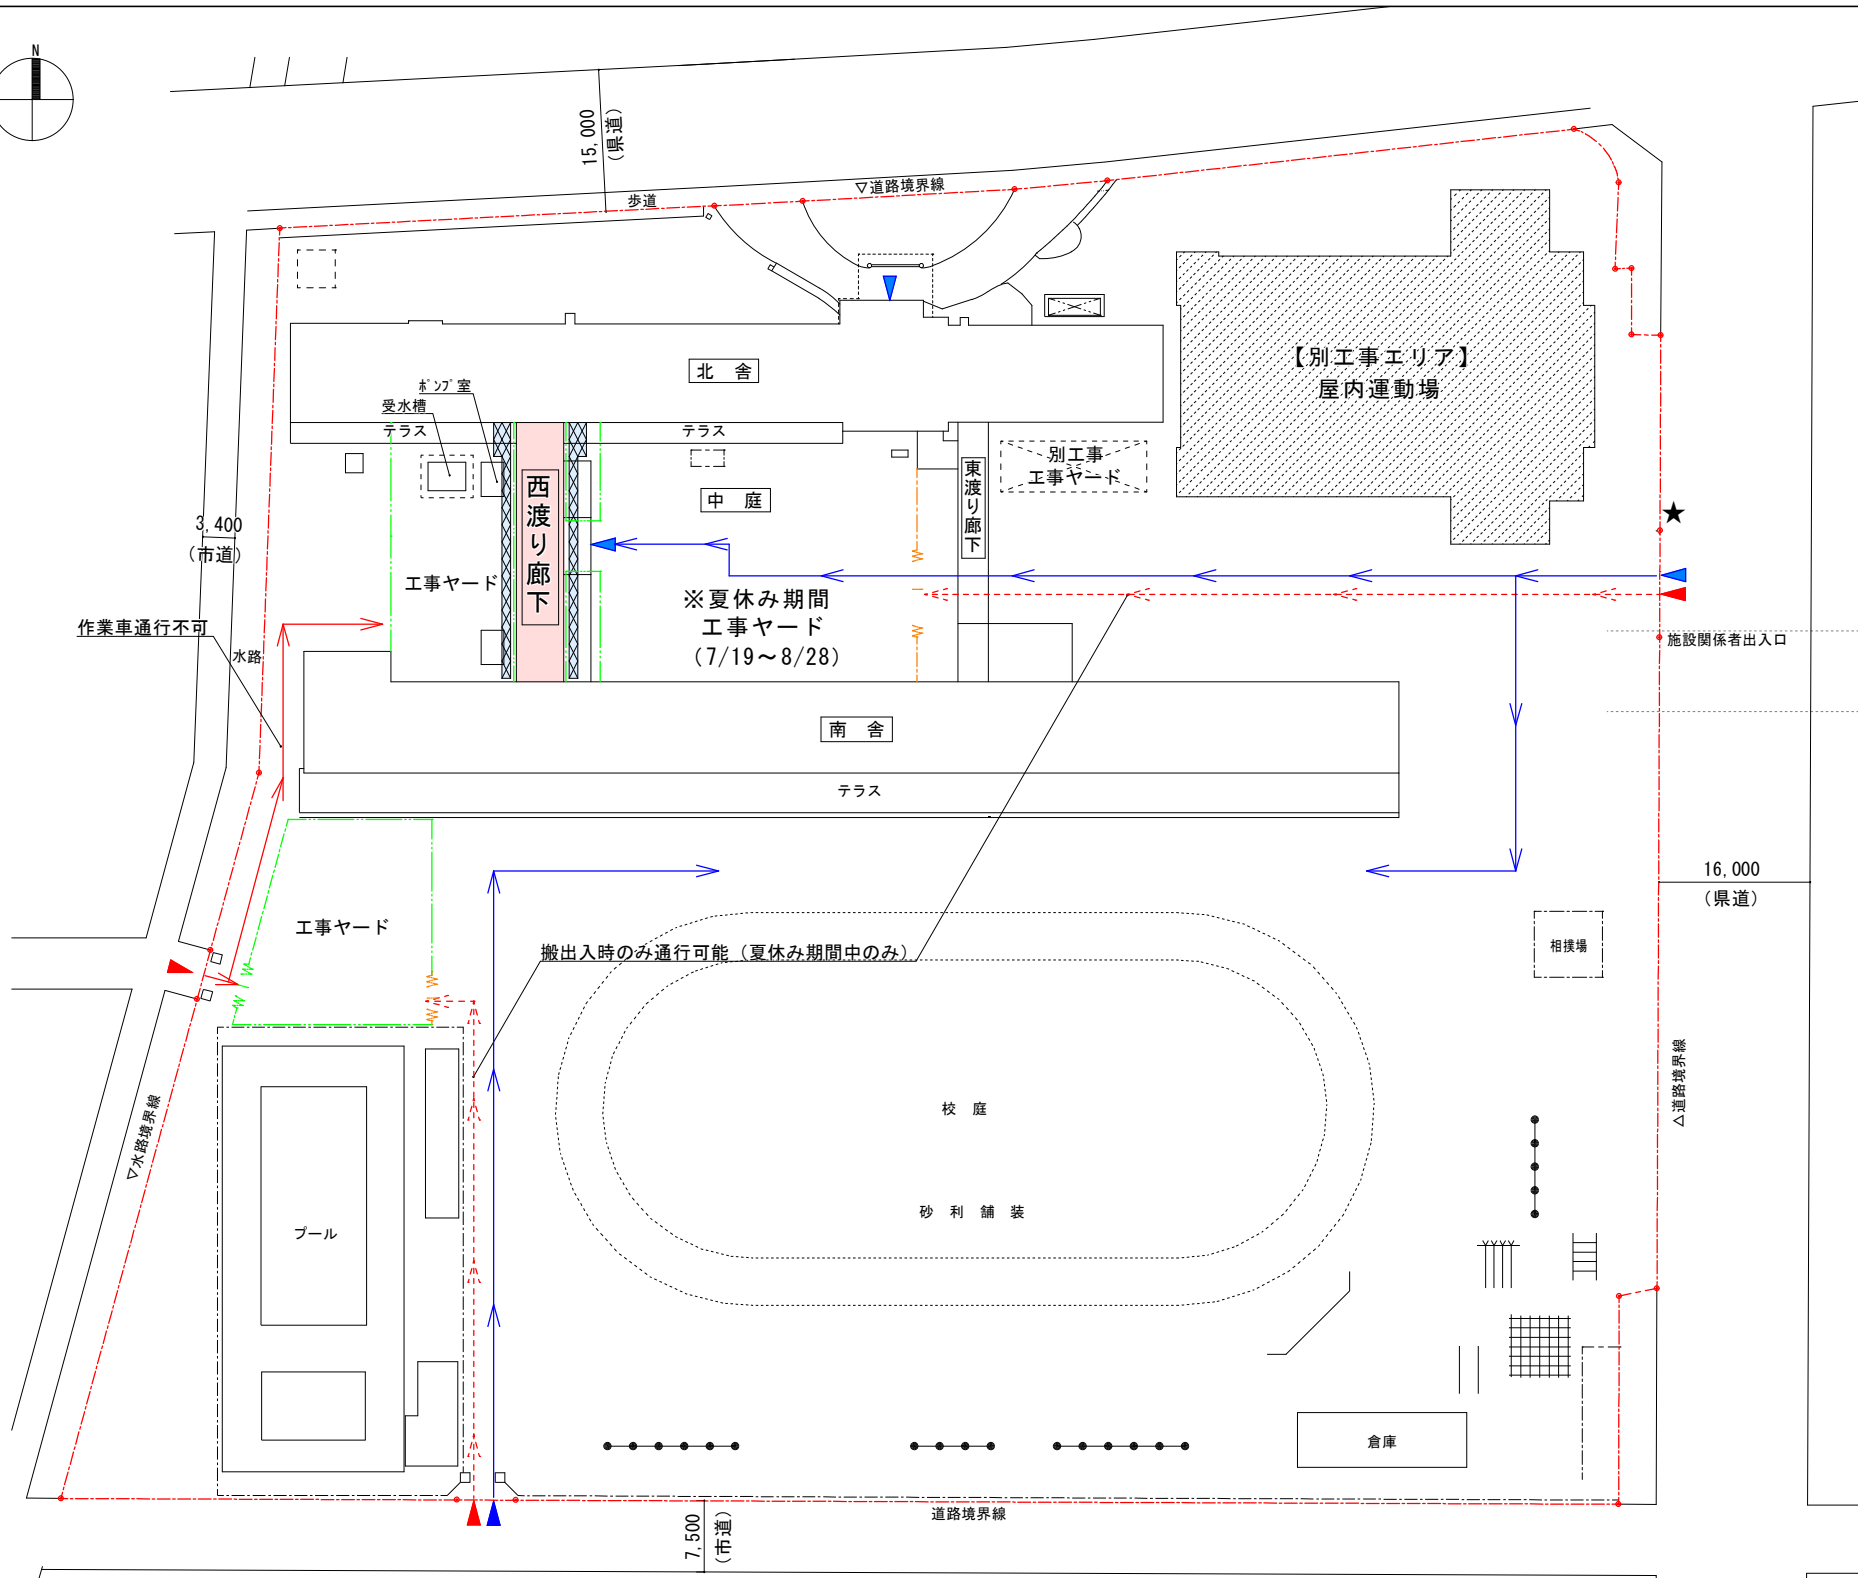 N
15,000
（県道）
歩道
▽道路境界線
【別工事エリア】
屋内運動場
北　舎
ﾎﾟﾝﾌﾟ室
受水槽
テラス
テラス
西渡り廊下
中　庭
東渡り廊下
別工事
工事ヤード
★
3,400
（市道）
工事ヤード
※夏休み期間
工事ヤード
（7/19～8/28）
作業車通行不可
水路
施設関係者出入口
南　舎
テラス
16,000
（県道）
工事ヤード
搬出入時のみ通行可能（夏休み期間中のみ）
相撲場
▽水路境界線
△道路境界線
校　庭
砂　利　舗　装
プール
倉庫
道路境界線
7,500
（市道）